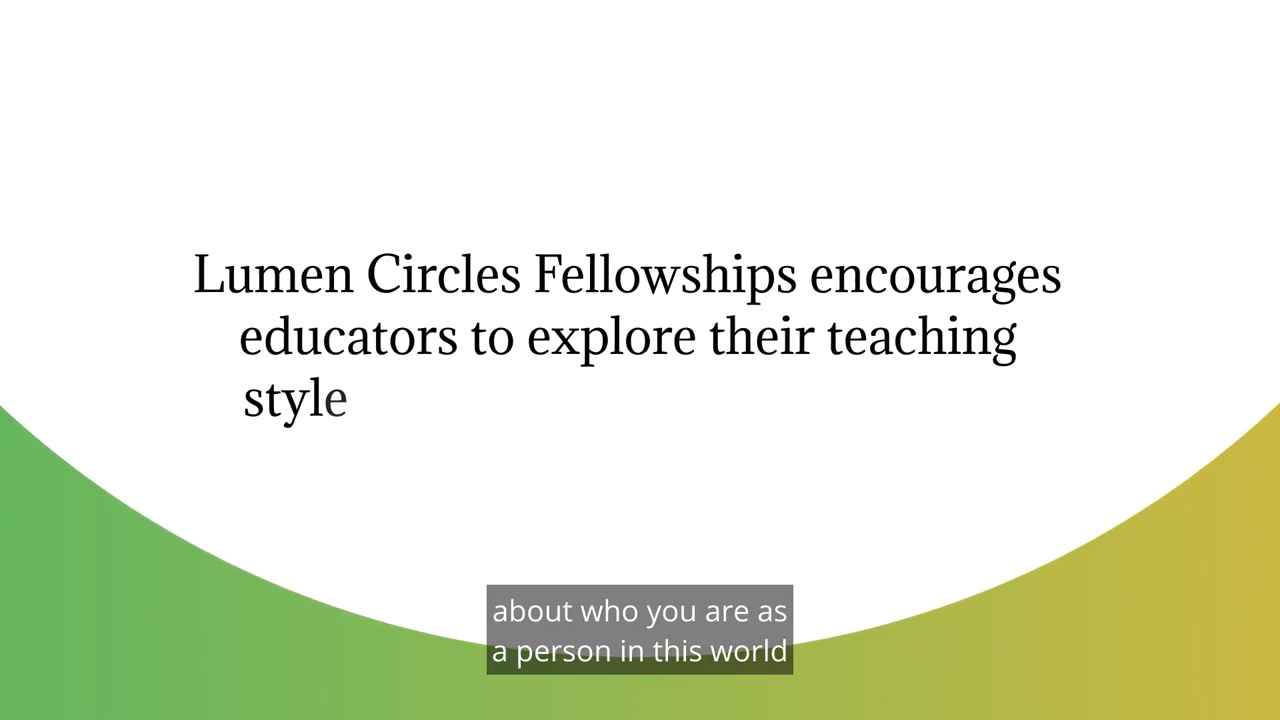 Lumen Circles Fellowships encourages
educators to explore their teaching
style
about who you are as
a person in this world